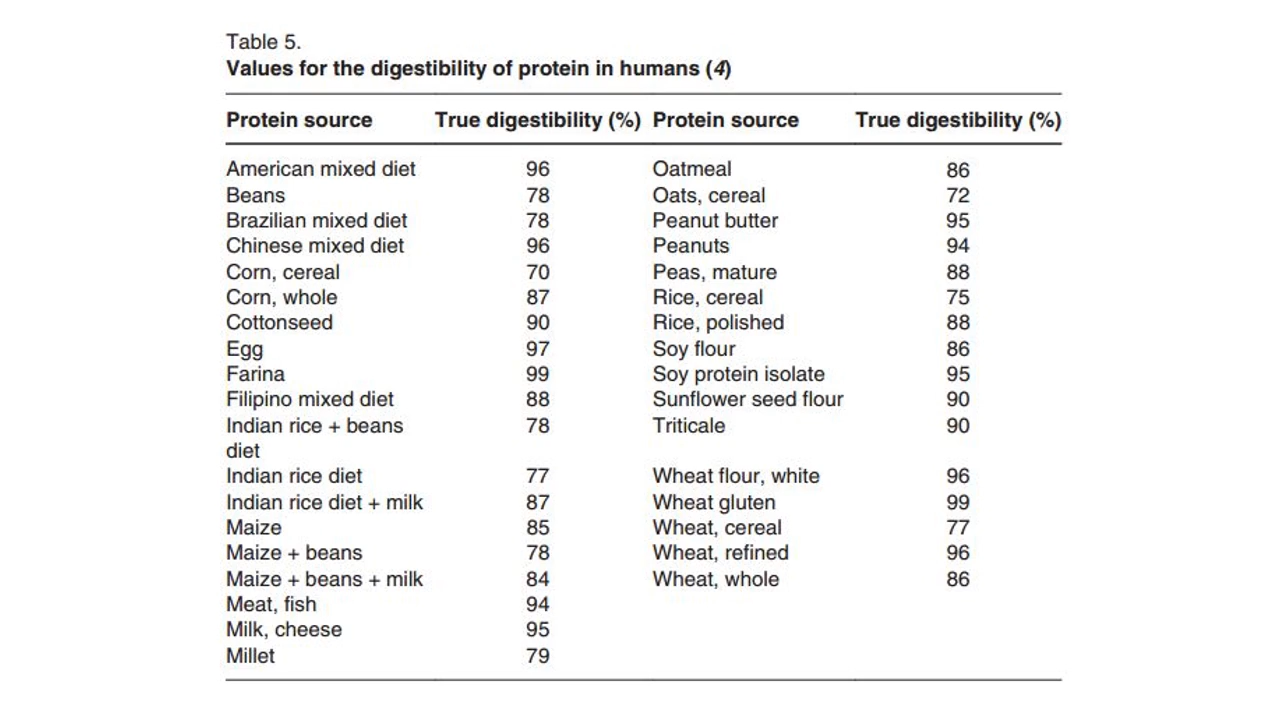 Table 5.
Values for the digestibility of protein in humans (4)
Protein source True digestibility (%) Protein source True digestibility (%)
American mixed diet 96 Oatmeal 86
Beans 78 Oats, cereal 72
Brazilian mixed diet 78 Peanut butter 95
Chinese mixed diet 96 Peanuts 94
Corn, cereal 70 Peas, mature 88
Corn, whole 87 Rice, cereal 75
Cottonseed 90 Rice, polished 88
Egg 97 Soy flour 86
Farina 99 Soy protein isolate 95
Filipino mixed diet 88 Sunflower seed flour 90
Indian rice + beans 78 Triticale 90
diet
Indian rice diet 77 Wheat flour, white 96
Indian rice diet + milk 87 Wheat gluten 99
Maize 85 Wheat, cereal 77
Maize + beans 78 Wheat, refined 96
Maize + beans + milk 84 Wheat, whole 86
Meat, fish 94
Milk, cheese 95
Millet 79